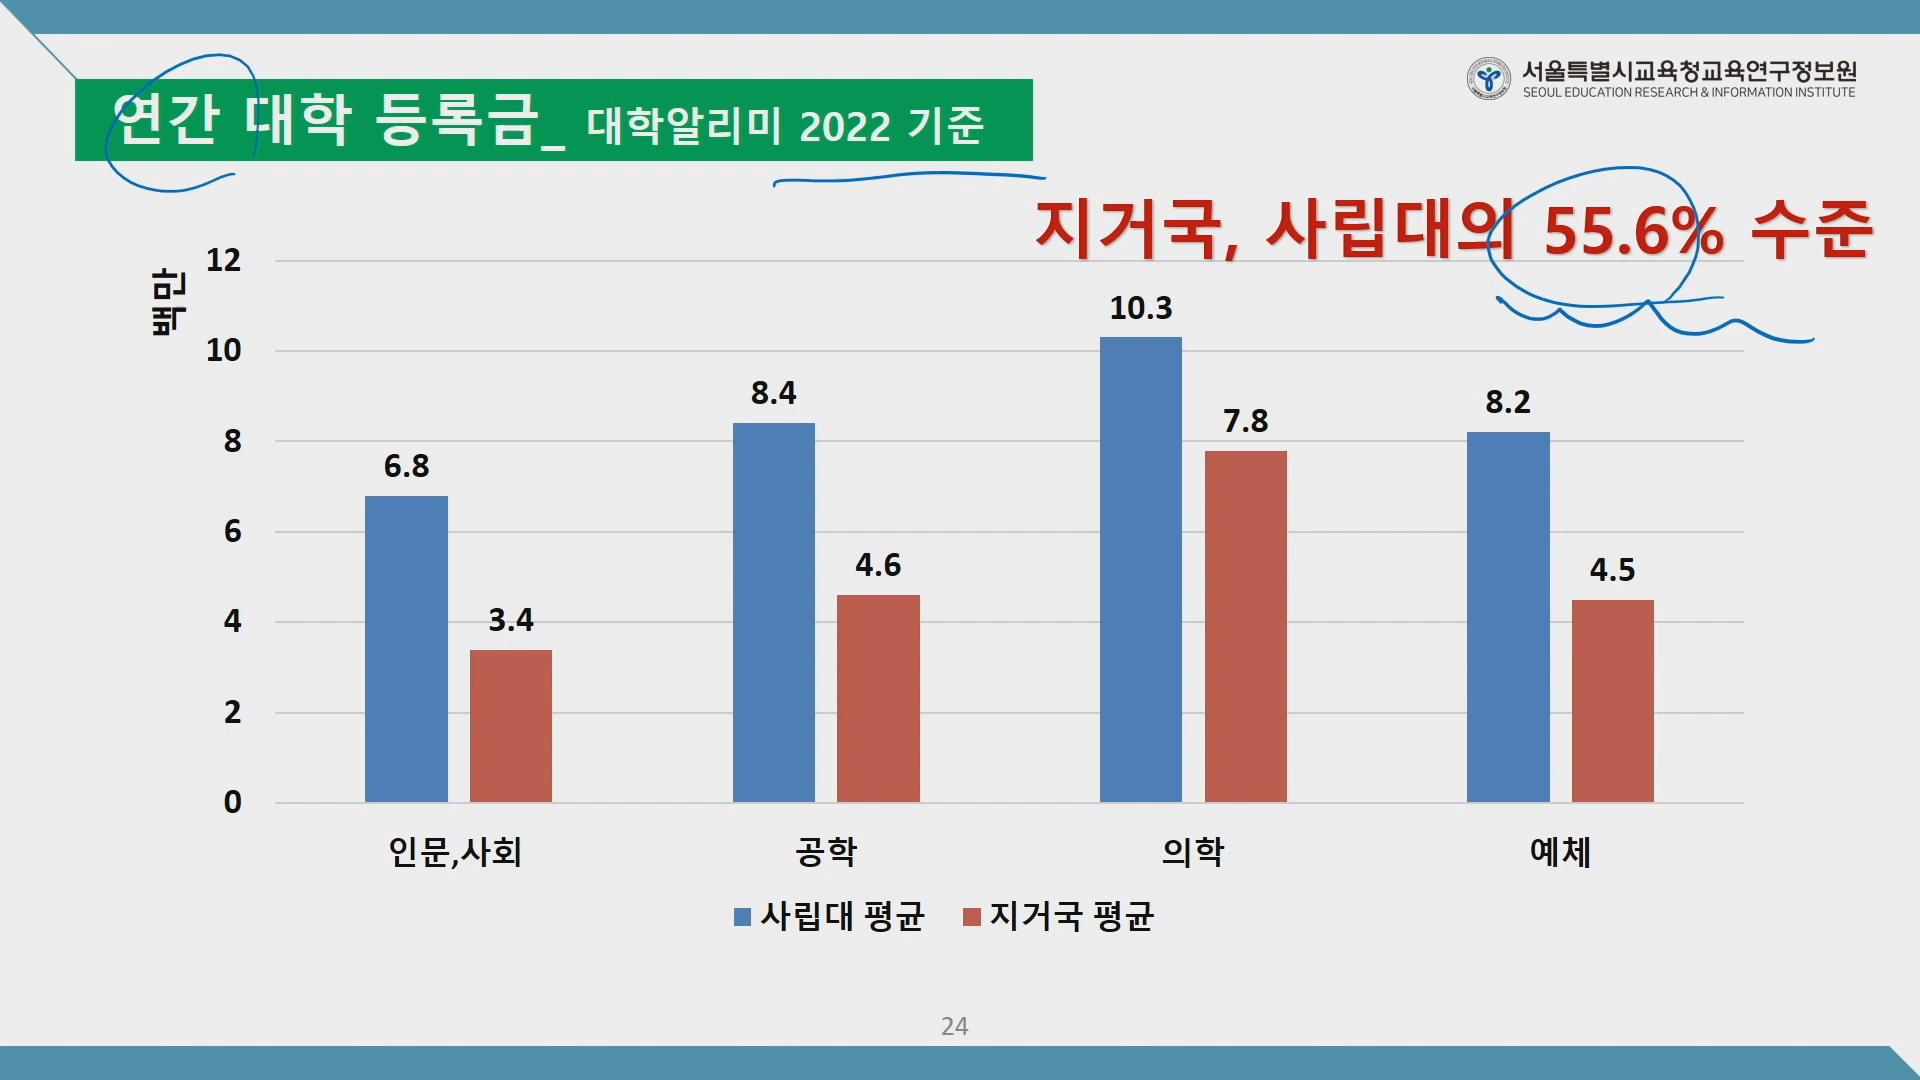 연간 대학 등록금_ 대학알리미 2022 기준
서울특별시교육청교육연구정보원
SEOUL EDUCATION RESEARCH & INFORMATION INSTITUTE
지거국, 사립대의 55.6% 수준
백만
12
10
8
6
4
2
0
6.8
3.4
8.4
4.6
10.3
7.8
8.2
4.5
인문,사회
공학
의학
예체
사립대 평균
지거국 평균
24